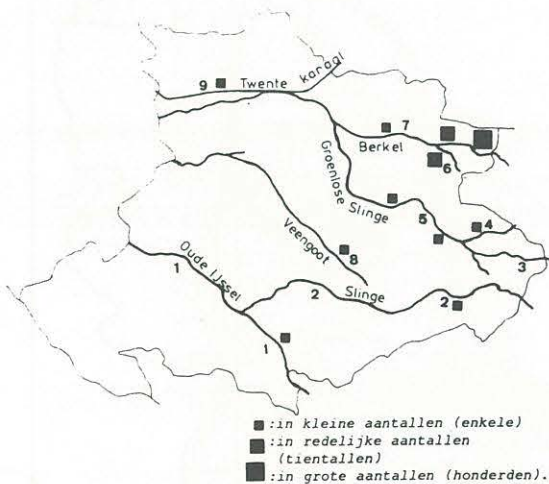 9
Twente kanaal
7
Berkel
6
Groenlose Slinge
5
4
3
Veengoot
8
Oude IJssel
1
2
Slinge
2
1
:in kleine aantallen (enkele)
:in redelijke aantallen
(tientallen)
:in grote aantallen (honderden).